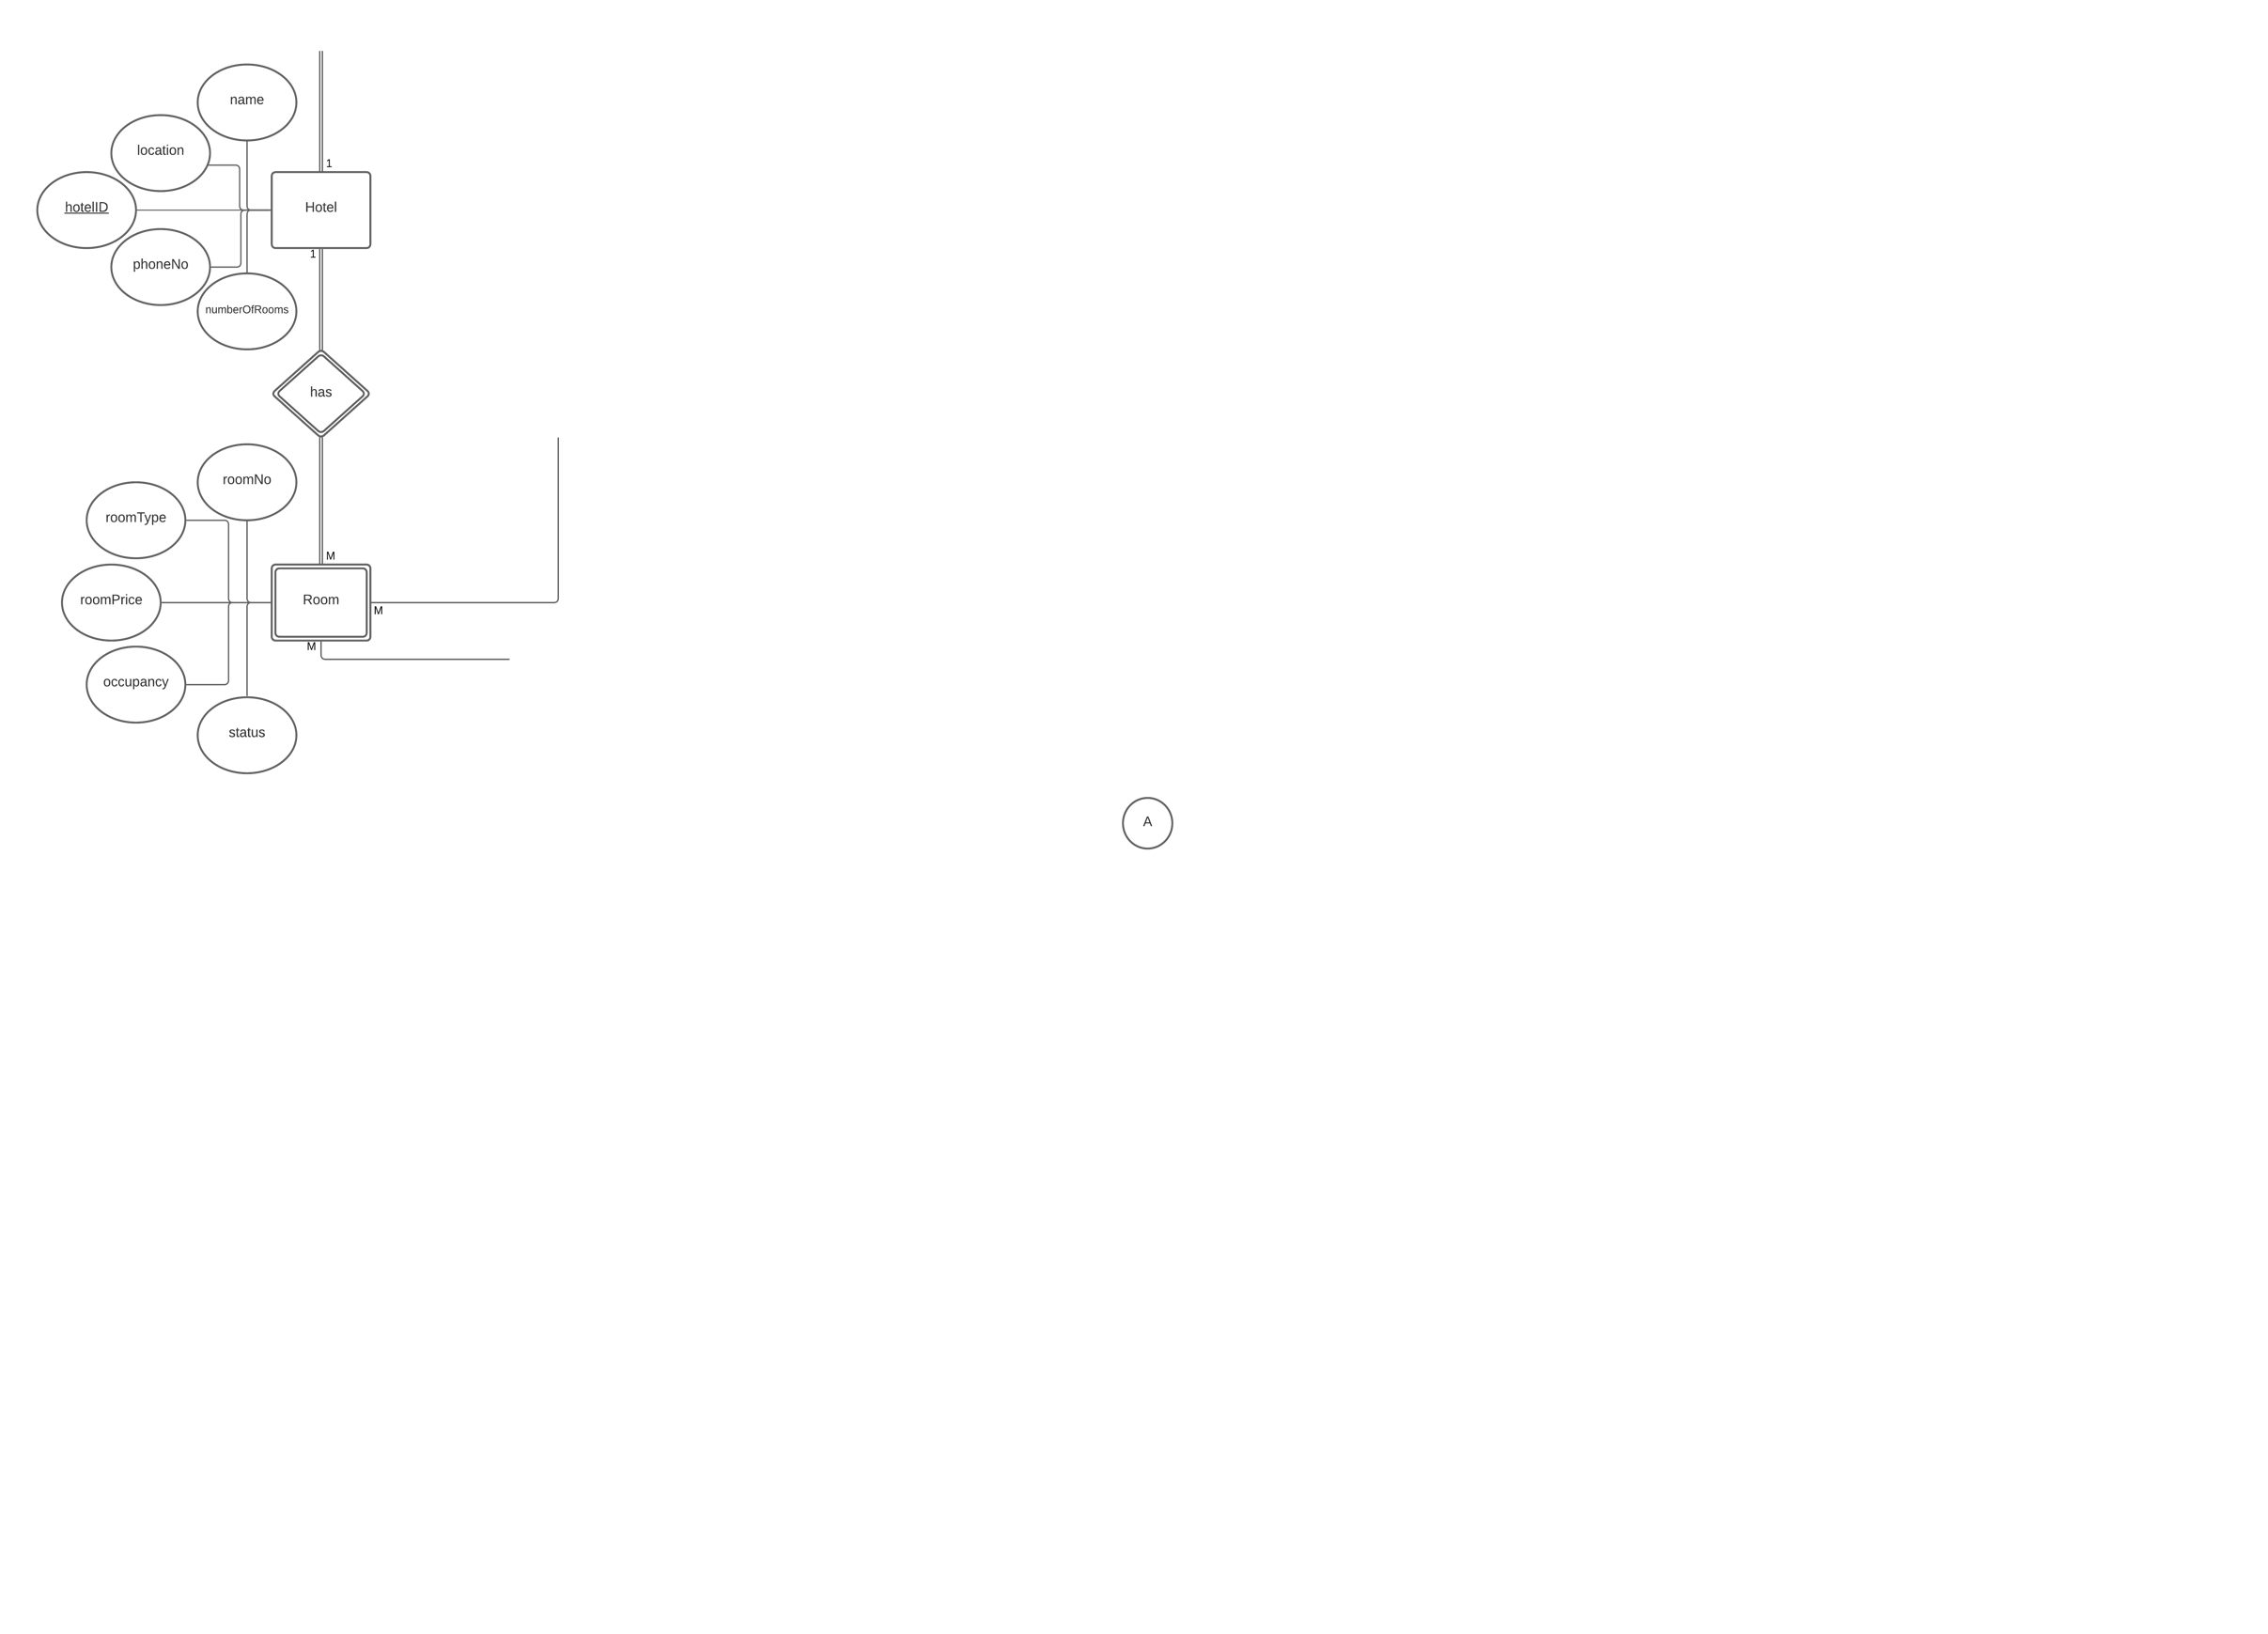 name
location
1
hotelID
Hotel
1
phoneNo
numberOfRooms
has
roomNo
roomType
M
roomPrice
Room
M
M
occupancy
status
A